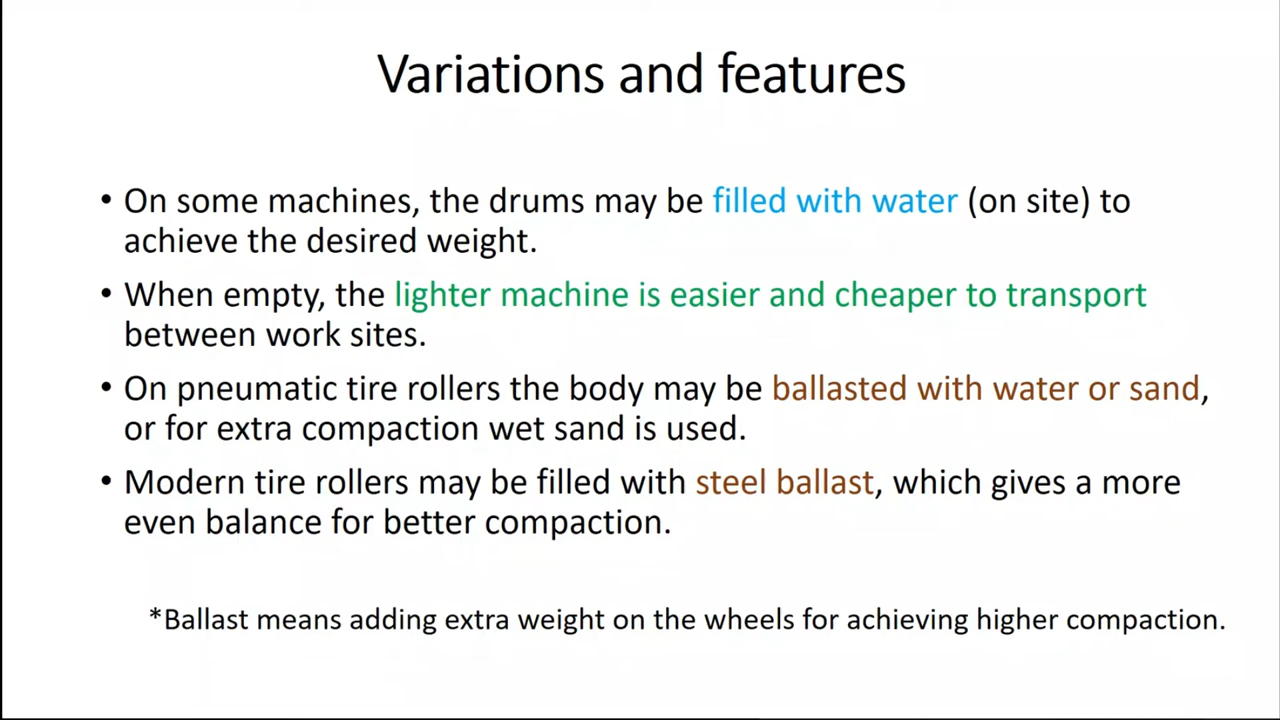 Variations and features
• On some machines, the drums may be filled with water (on site) to
achieve the desired weight.
• When empty, the lighter machine is easier and cheaper to transport
between work sites.
• On pneumatic tire rollers the body may be ballasted with water or sand,
or for extra compaction wet sand is used.
• Modern tire rollers may be filled with steel ballast, which gives a more
even balance for better compaction.
*Ballast means adding extra weight on the wheels for achieving higher compaction.